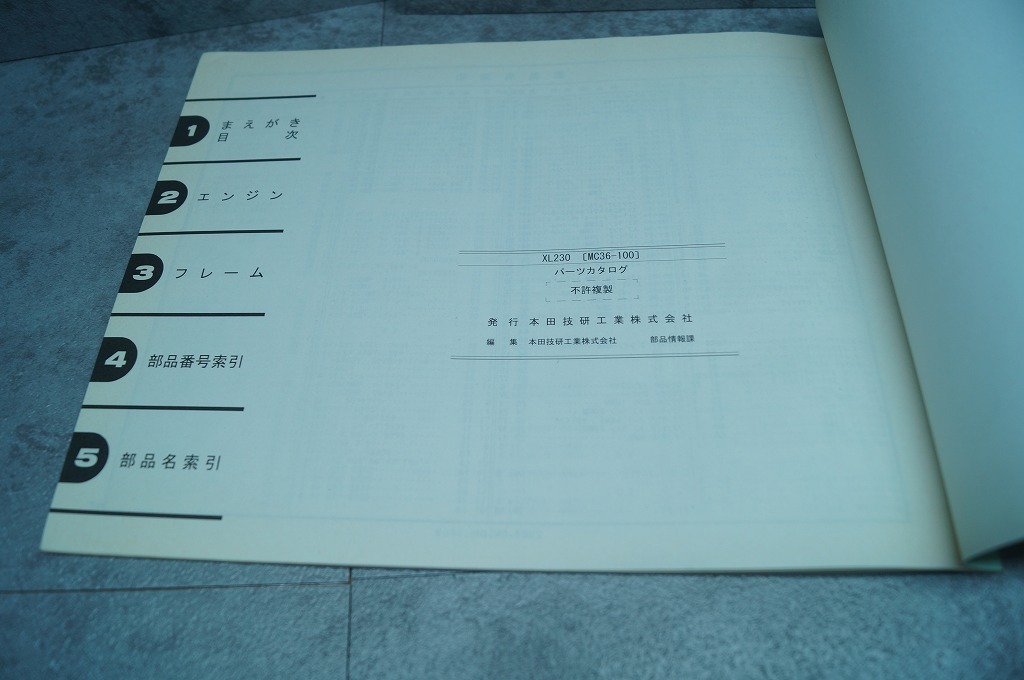 1 まえがき
目次
2 エンジン
3 フレーム
4 部品番号索引
5 部品名索引
XL230 [MC36-100]
パーツカタログ
不許複製
発行 本田技研工業株式会社
編集 本田技研工業株式会社 部品情報課